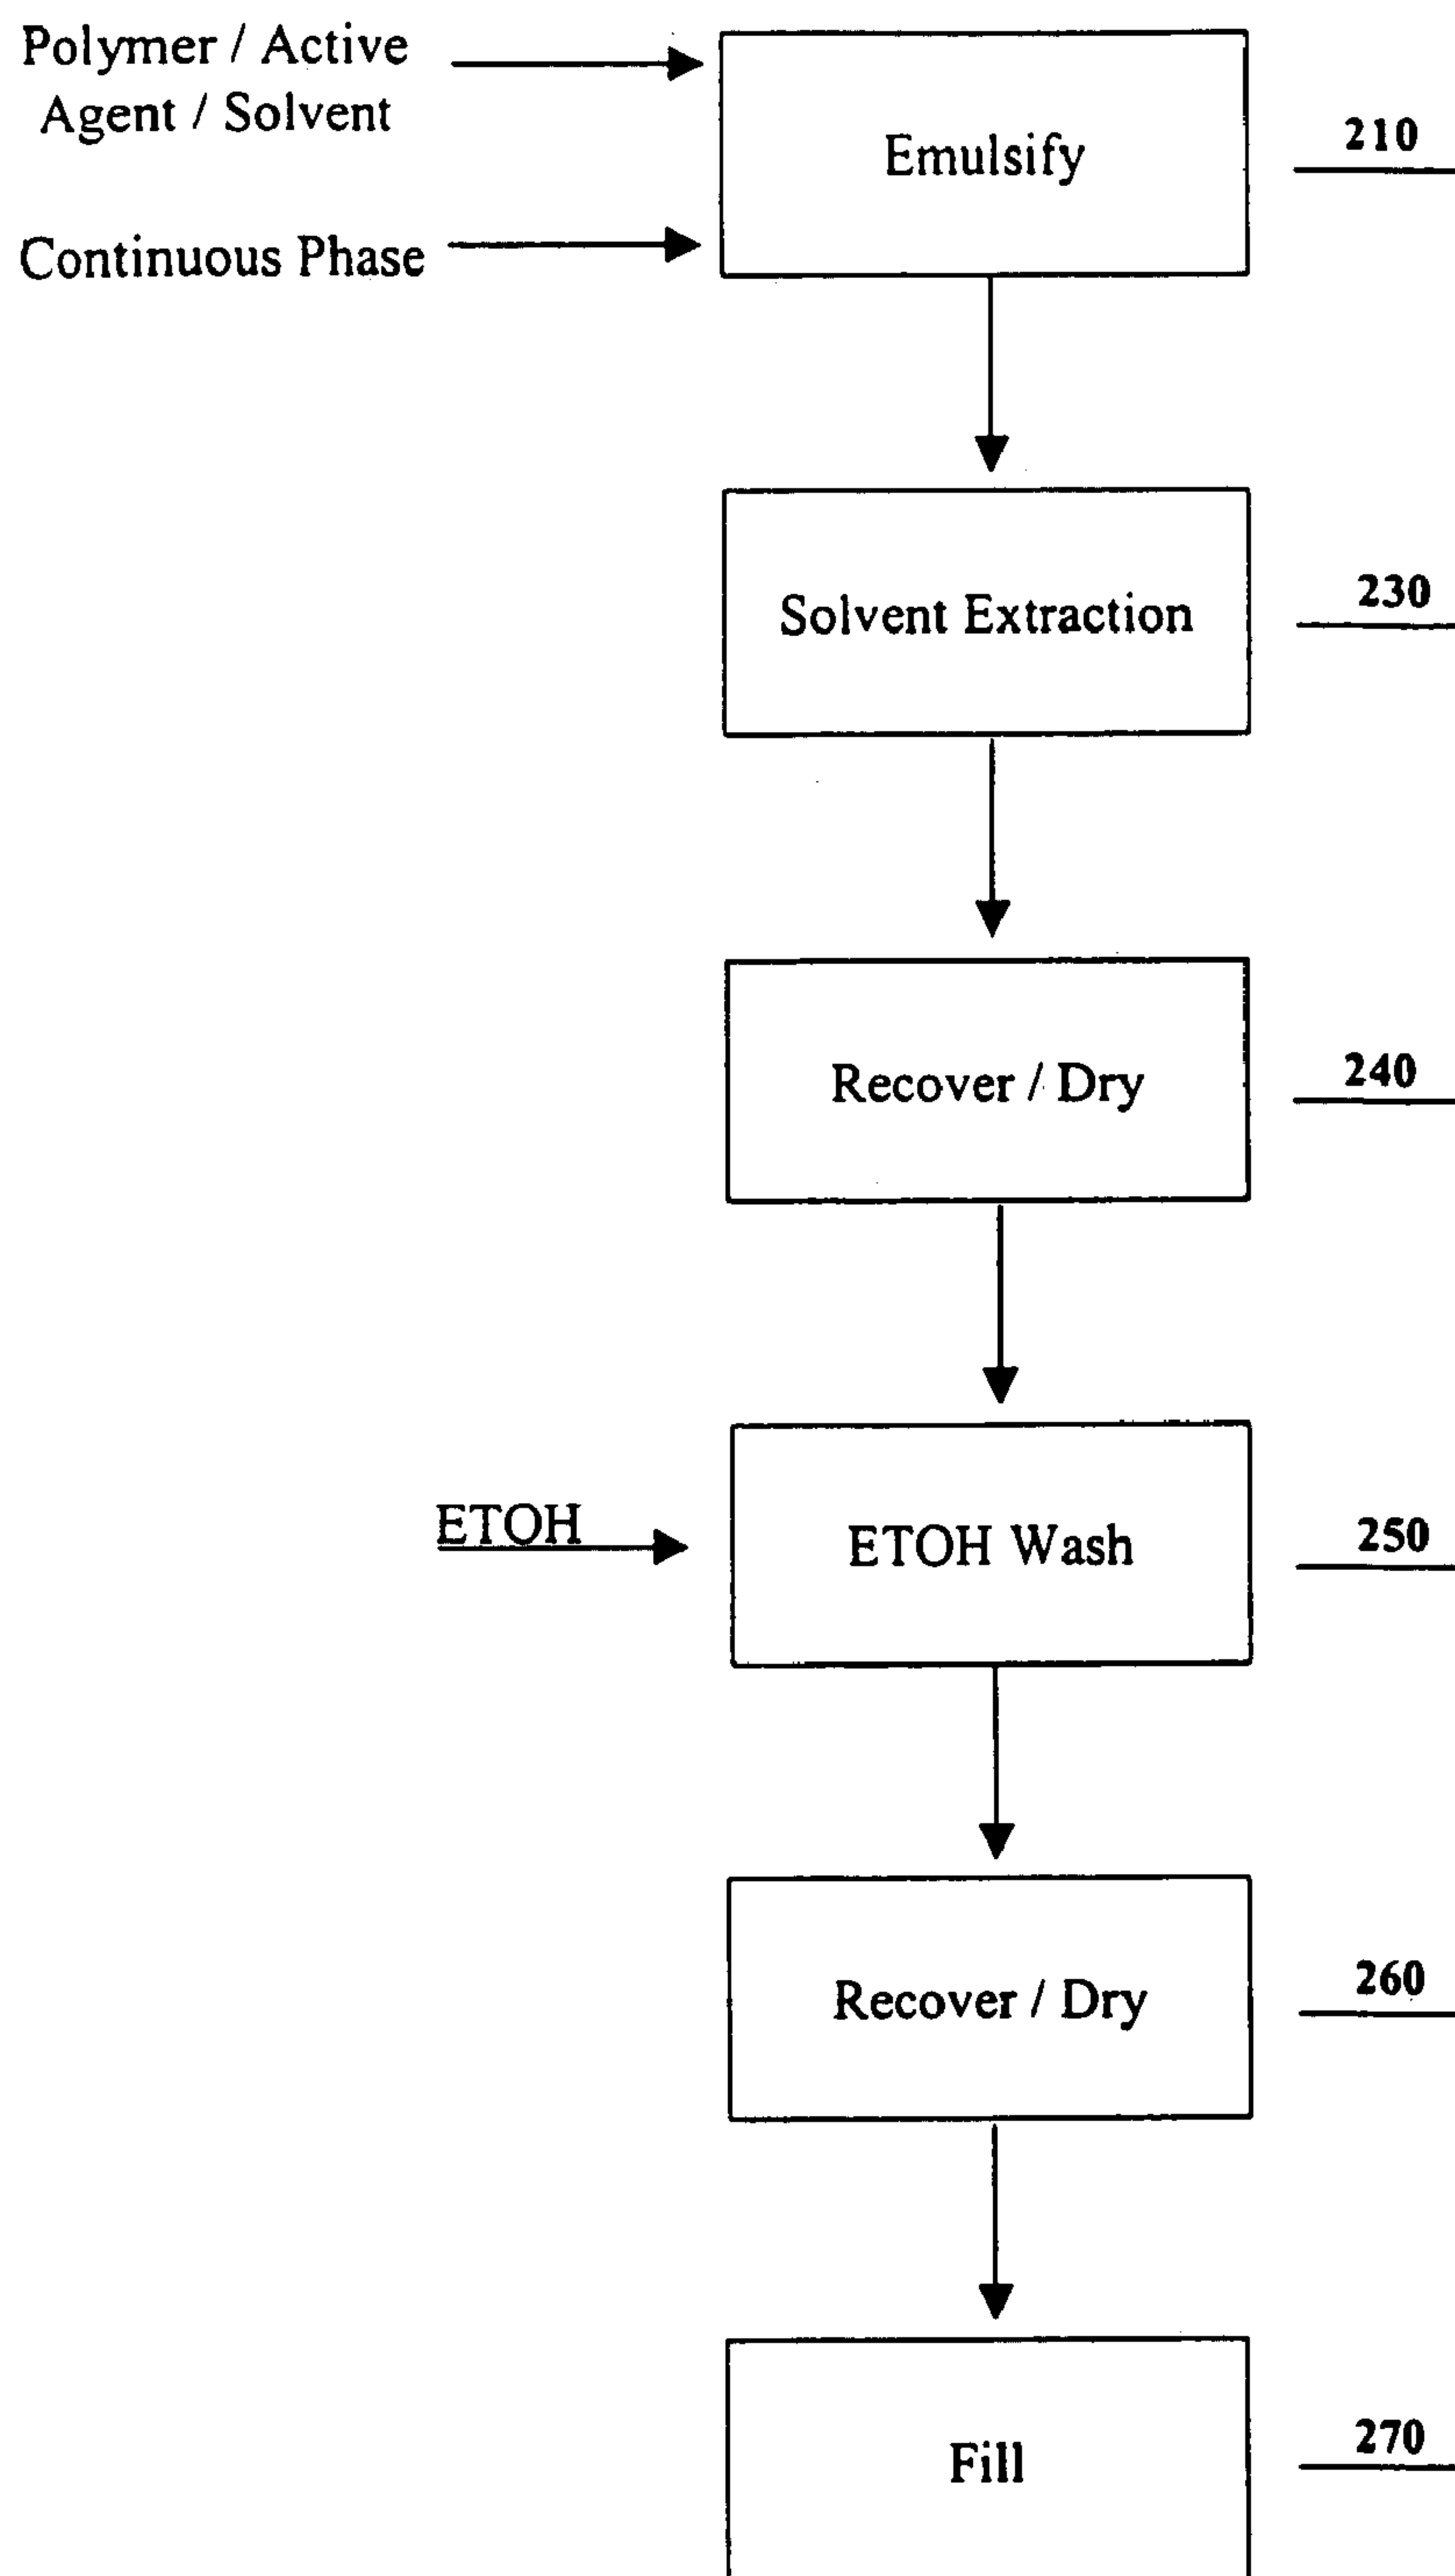 Polymer / Active
Agent / Solvent
Continuous Phase
Emulsify
210
Solvent Extraction
230
Recover / Dry
240
ETOH
ETOH Wash
250
Recover / Dry
260
Fill
270